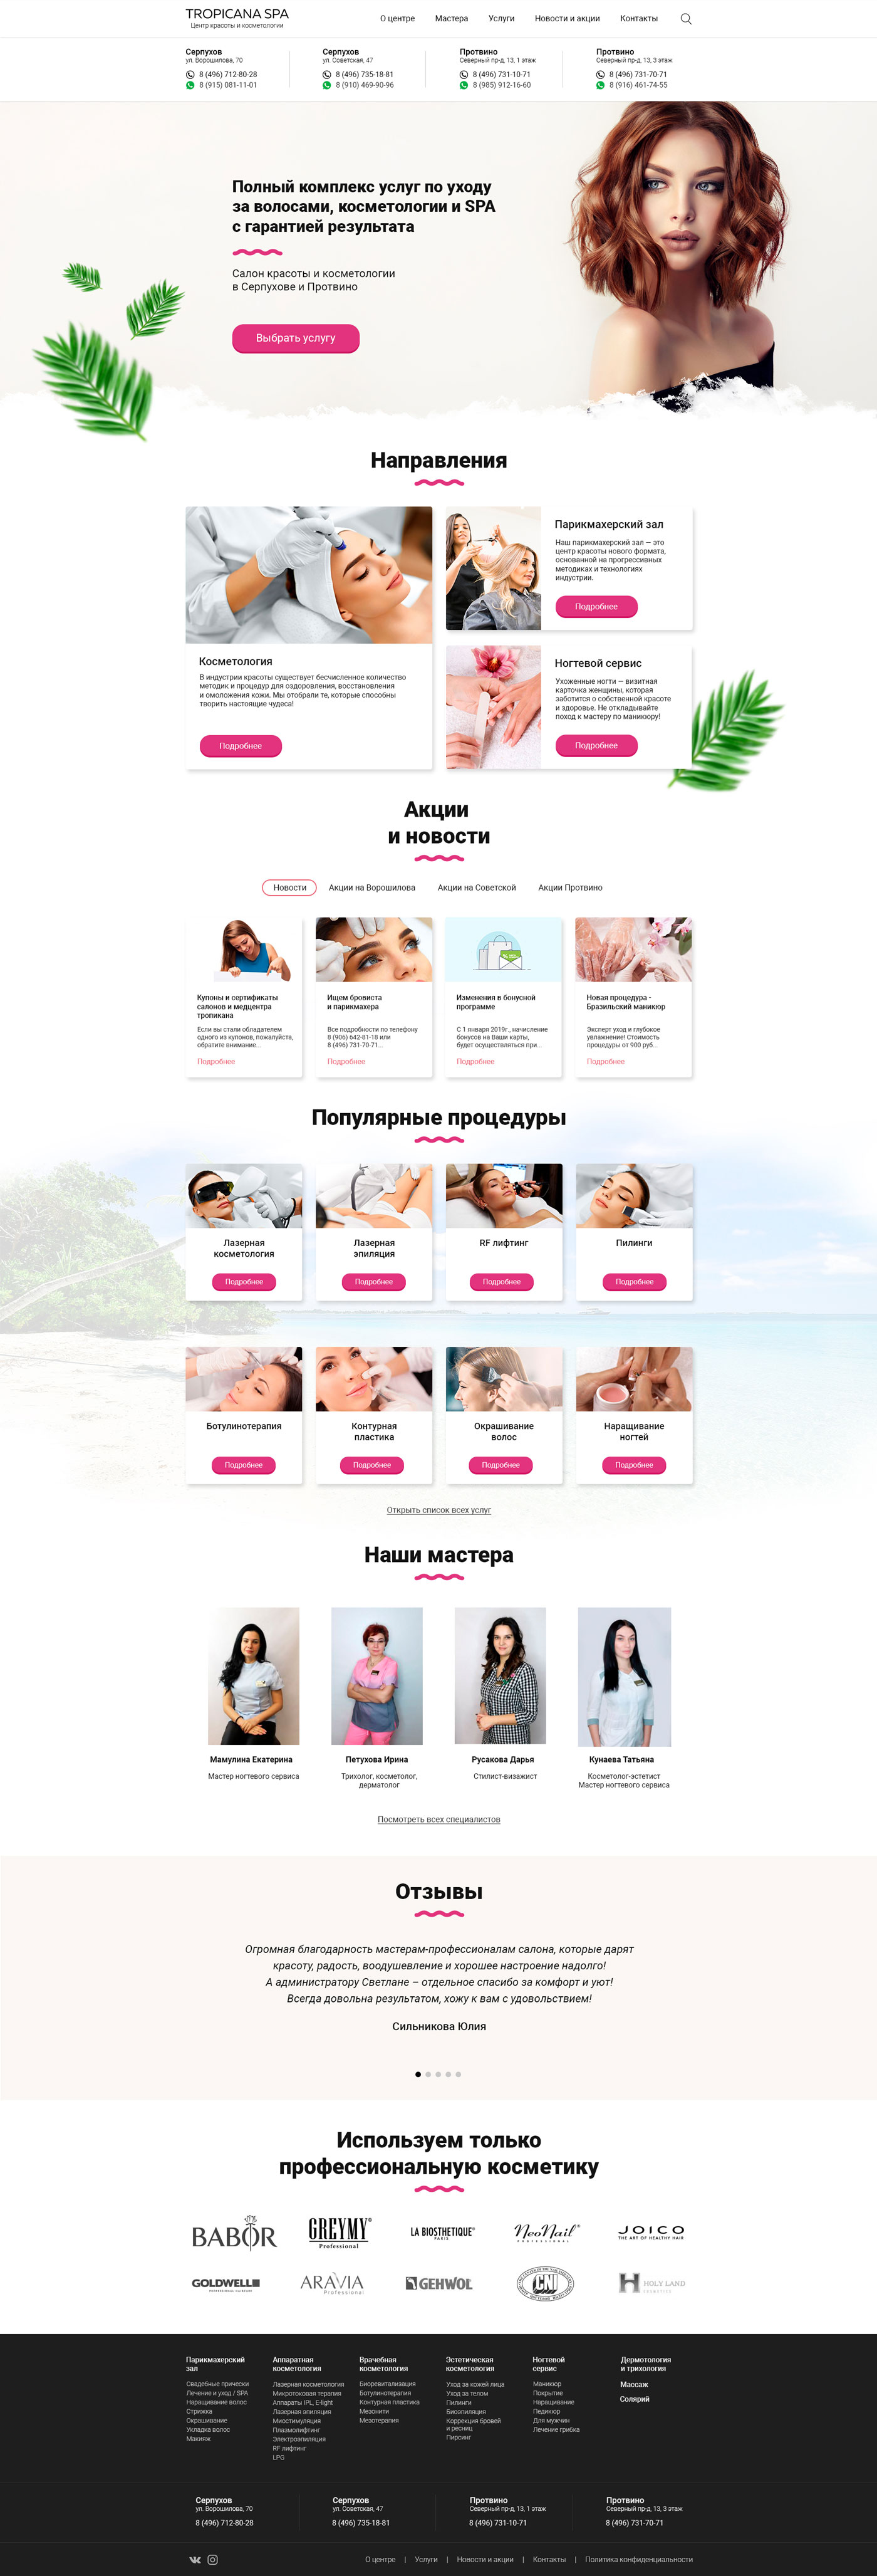 TROPICANA SPA
Центр красоты и косметологии
О центре
Мастера
Услуги
Новости и акции
Контакты
Серпухов
ул. Ворошилова, 70
8 (496) 712-80-28
8 (915) 081-11-01
Серпухов
ул. Советская, 47
8 (496) 735-18-81
8 (910) 469-90-96
Протвино
Северный пр-д, 13, 1 этаж
8 (496) 731-10-71
8 (985) 912-16-60
Протвино
Северный пр-д, 13, 3 этаж
8 (496) 731-70-71
8 (916) 461-74-55
Полный комплекс услуг по уходу
за волосами, косметологии и SPA
с гарантией результата
Салон красоты и косметологии
в Серпухове и Протвино
Выбрать услугу
Направления
Косметология
В индустрии красоты существует бесчисленное количество
методик и процедур для оздоровления, восстановления
и омоложения кожи. Мы отобрали те, которые способны
творить настоящие чудеса!
Подробнее
Парикмахерский зал
Наш парикмахерский зал — это
центр красоты нового формата,
основанной на прогрессивных
методиках и технологиях
индустрии.
Подробнее
Ногтевой сервис
Ухоженные ногти — визитная
карточка женщины, которая
заботится о собственной красоте
и здоровье. Не откладывайте
поход к мастеру по маникюру!
Подробнее
Акции
и новости
Новости
Акции на Ворошилова
Акции на Советской
Акции Протвино
Купоны и сертификаты
салонов и медцентра
тропикана
Если вы стали обладателем
одного из купонов, пожалуйста,
обратите внимание...
Подробнее
Ищем бровиста
и парикмахера
Все подробности по телефону
8 (906) 642-81-18 или
8 (496) 731-70-71...
Подробнее
Изменения в бонусной
программе
С 1 января 2019г., начисление
бонусов на Ваши карты,
будет осуществляться при...
Подробнее
Новая процедура -
Бразильский маникюр
Эксперт уход и глубокое
увлажнение! Стоимость
процедуры от 900 руб...
Подробнее
Популярные процедуры
Лазерная
косметология
Подробнее
Лазерная
эпиляция
Подробнее
RF лифтинг
Подробнее
Пилинги
Подробнее
Ботулинотерапия
Подробнее
Контурная
пластика
Подробнее
Окрашивание
волос
Подробнее
Наращивание
ногтей
Подробнее
Открыть список всех услуг
Наши мастера
Мамулина Екатерина
Мастер ногтевого сервиса
Петухова Ирина
Трихолог, косметолог,
дерматолог
Русакова Дарья
Стилист-визажист
Кунаева Татьяна
Косметолог-эстетист
Мастер ногтевого сервиса
Посмотреть всех специалистов
Отзывы
Огромная благодарность мастерам-профессионалам салона, которые дарят
красоту, радость, воодушевление и хорошее настроение надолго!
А администратору Светлане – отдельное спасибо за комфорт и уют!
Всегда довольна результатом, хожу к вам с удовольствием!
Сильникова Юлия
Используем только
профессиональную косметику
BABOR
GREYMY®
Professional
LA BIOSTHETIQUE®
PARIS
NeoNail®
PROFESSIONAL
JOICO
THE ART OF HEALTHY HAIR
GOLDWELL
PROFESSIONAL HAIRCARE
ARAVIA
Professional
GEHWOL
CNI
HOLY LAND
COSMETICS
Парикмахерский
зал
Свадебные прически
Лечение и уход / SPA
Наращивание волос
Стрижка
Окрашивание
Укладка волос
Макияж
Аппаратная
косметология
Лазерная косметология
Микротоковая терапия
Аппараты IPL, E-light
Лазерная эпиляция
Миостимуляция
Плазмолифтинг
Электроэпиляция
RF лифтинг
LPG
Врачебная
косметология
Биоревитализация
Ботулинотерапия
Контурная пластика
Мезонити
Мезотерапия
Эстетическая
косметология
Уход за кожей лица
Уход за телом
Пилинги
Биоэпиляция
Коррекция бровей
и ресниц
Пирсинг
Ногтевой
сервис
Маникюр
Покрытие
Наращивание
Педикюр
Для мужчин
Лечение грибка
Дермотология
и трихология
Массаж
Солярий
Серпухов
ул. Ворошилова, 70
8 (496) 712-80-28
Серпухов
ул. Советская, 47
8 (496) 735-18-81
Протвино
Северный пр-д, 13, 1 этаж
8 (496) 731-10-71
Протвино
Северный пр-д, 13, 3 этаж
8 (496) 731-70-71
О центре | Услуги | Новости и акции | Контакты | Политика конфиденциальности